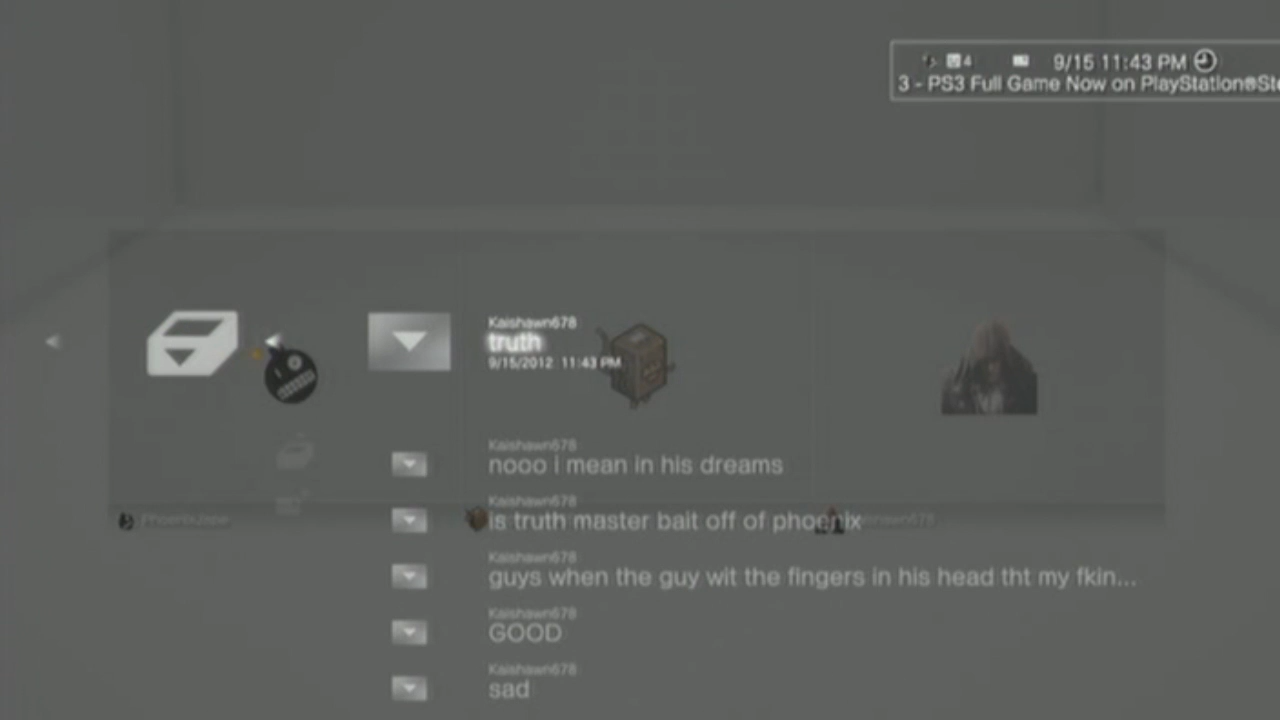 4 9/15 11:43 PM
3 - PS3 Full Game Now on PlayStation®Sto
Kaishawn678
truth
9/15/2012 11:43 PM
Kaishawn678
nooo i mean in his dreams
Kaishawn678
is truth master bait off of phoenix
Kaishawn678
guys when the guy wit the fingers in his head tht my fkin...
Kaishawn678
GOOD
Kaishawn678
sad